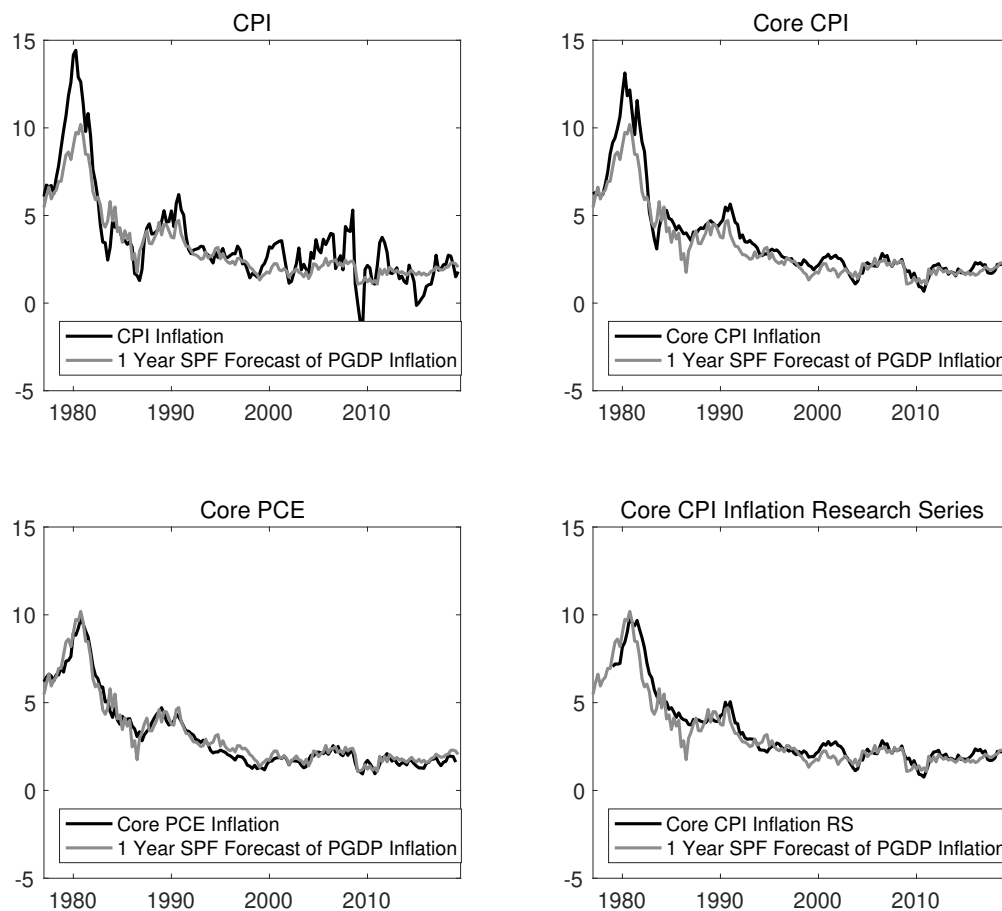 CPI
15
10
5
0
-5
CPI Inflation
1 Year SPF Forecast of PGDP Inflation
1980 1990 2000 2010
Core CPI
15
10
5
0
-5
Core CPI Inflation
1 Year SPF Forecast of PGDP Inflation
1980 1990 2000 2010
Core PCE
15
10
5
0
-5
Core PCE Inflation
1 Year SPF Forecast of PGDP Inflation
1980 1990 2000 2010
Core CPI Inflation Research Series
15
10
5
0
-5
Core CPI Inflation RS
1 Year SPF Forecast of PGDP Inflation
1980 1990 2000 2010